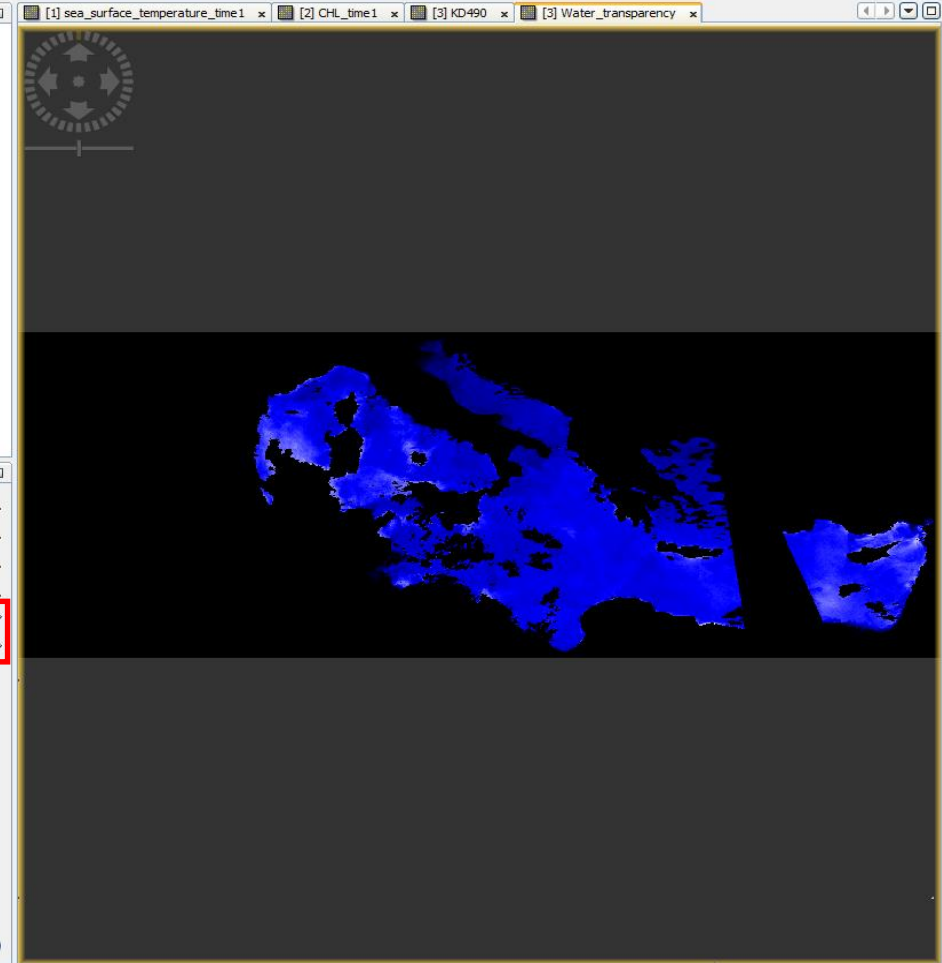 [1] sea_surface_temperature_time1 [2] CHL_time1 [3] KD490 [3] Water_transparency